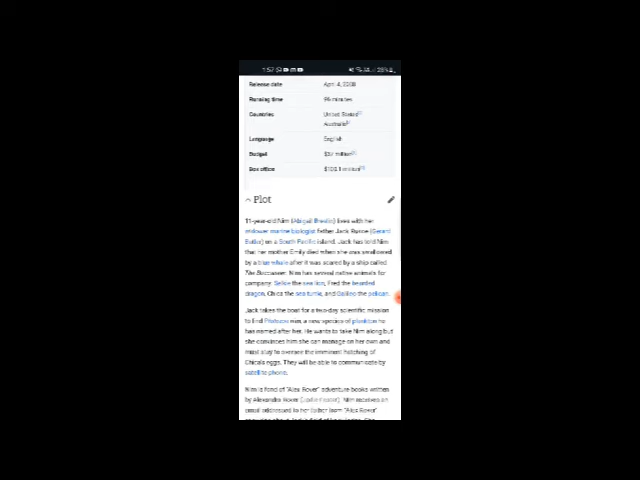 1:57
Release date April 4, 2008
Running time 96 minutes
Countries United States
Australia
Language English
Budget $37 million
Box office million
Plot
11-year-old Nim (Abigail Breslin) lives with her
widower marine biologist father Jack Rusoe (Gerard
Butler) on a South Pacific island. Jack has told Nim
that her mother Emily died when she was swallowed
by a blue whale after it was scared by a ship called
The Buccaneer. Nim has several native animals for
company: Selkie the sea lion, Fred the bearded
dragon, Chica the sea turtle, and Galileo the pelican.
Jack takes the boat for a two-day scientific mission
to find Protozoa nim, a new species of plankton he
has named after her. He wants to take Nim along but
she convinces him she can manage on her own and
must stay to oversee the imminent hatching of
Chica's eggs. They will be able to communicate by
satellite phone.
Nim is fond of "Alex Rover" adventure books written
by Alexandra Rover (Jodie Foster). Nim receives an
email addressed to her father from "Alex Rover"